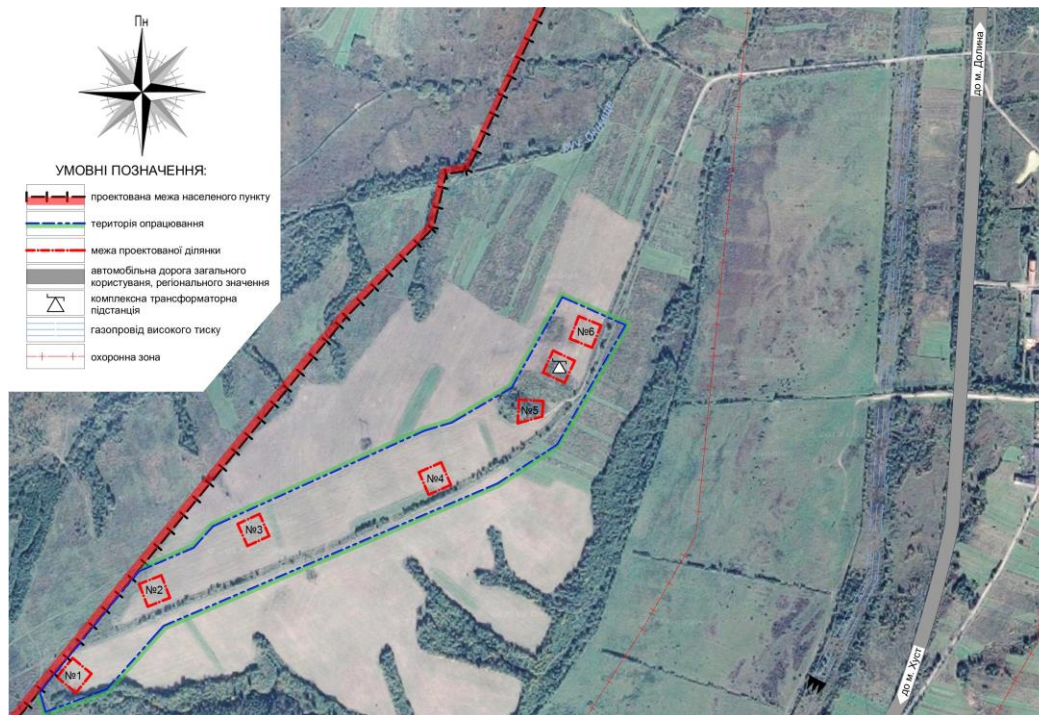 Пн
УМОВНІ ПОЗНАЧЕННЯ:
проектована межа населеного пункту
територія опрацювання
межа проектованої ділянки
автомобільна дорога загального
користуваня, регіонального значення
комплексна трансформаторна
підстанція
газопровід високого тиску
охоронна зона
до м. Долина
№6
№5
№4
№3
№2
№1
до м. Хуст